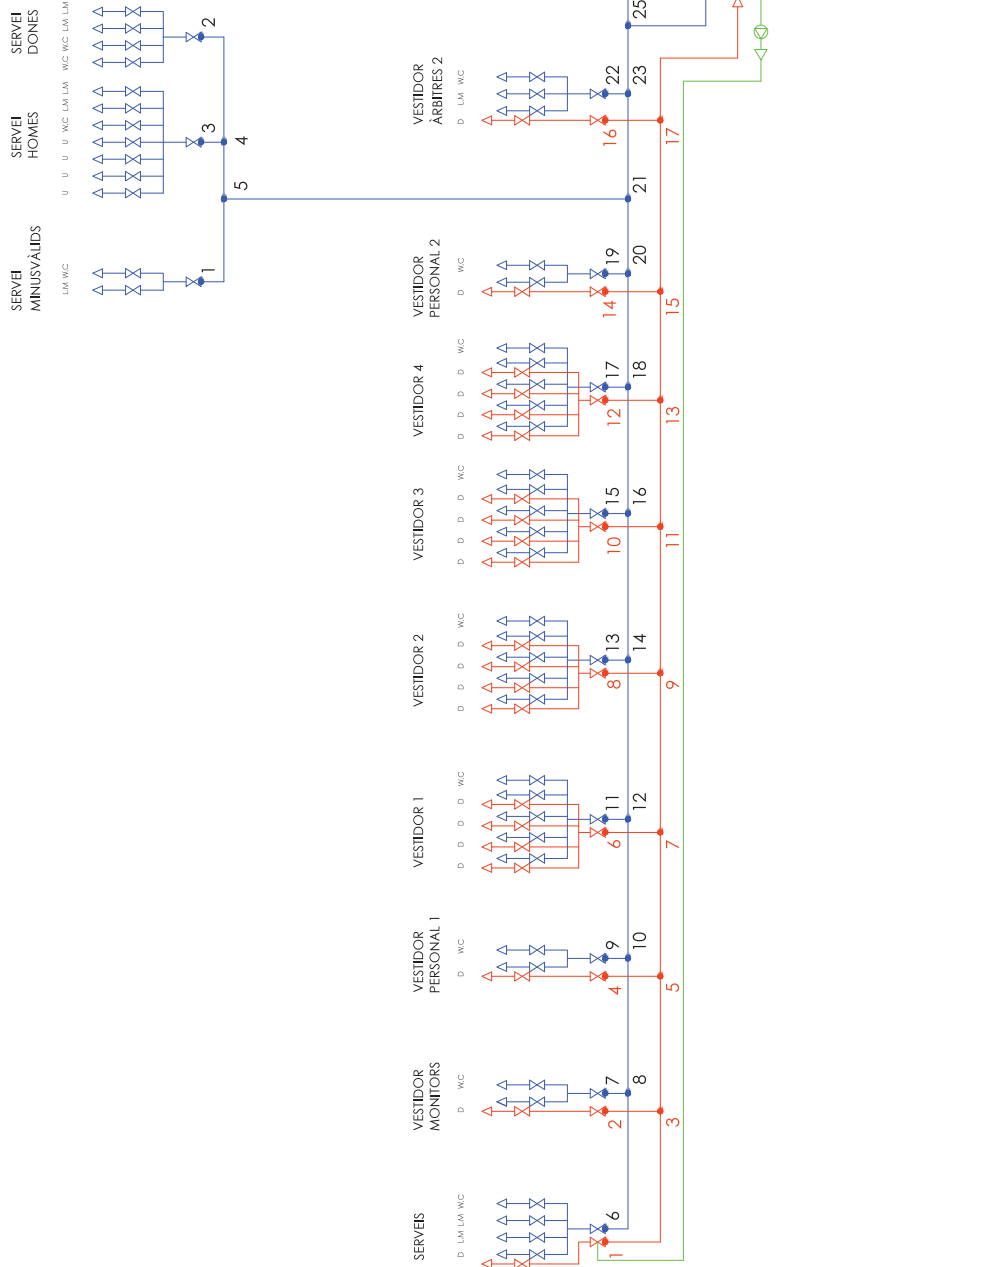 SERVEI
DONES
W.C W.C LM LM
2
SERVEI
HOMES
U U U U W.C LM LM
3
4
5
SERVEI
MINUSVÀLIDS
LM W.C
1
25
VESTIDOR
ÀRBITRES 2
D LM W.C
22
23
16
17
21
VESTIDOR
PERSONAL 2
D W.C
19
20
14
15
VESTIDOR 4
D D D D W.C
17
18
12
13
VESTIDOR 3
D D D D W.C
15
16
10
11
VESTIDOR 2
D D D D W.C
13
14
8
9
VESTIDOR 1
D D D D W.C
11
12
6
7
VESTIDOR
PERSONAL 1
D W.C
9
10
4
5
VESTIDOR
MONITORS
D W.C
7
8
2
3
SERVEIS
D LM LM W.C
6
1